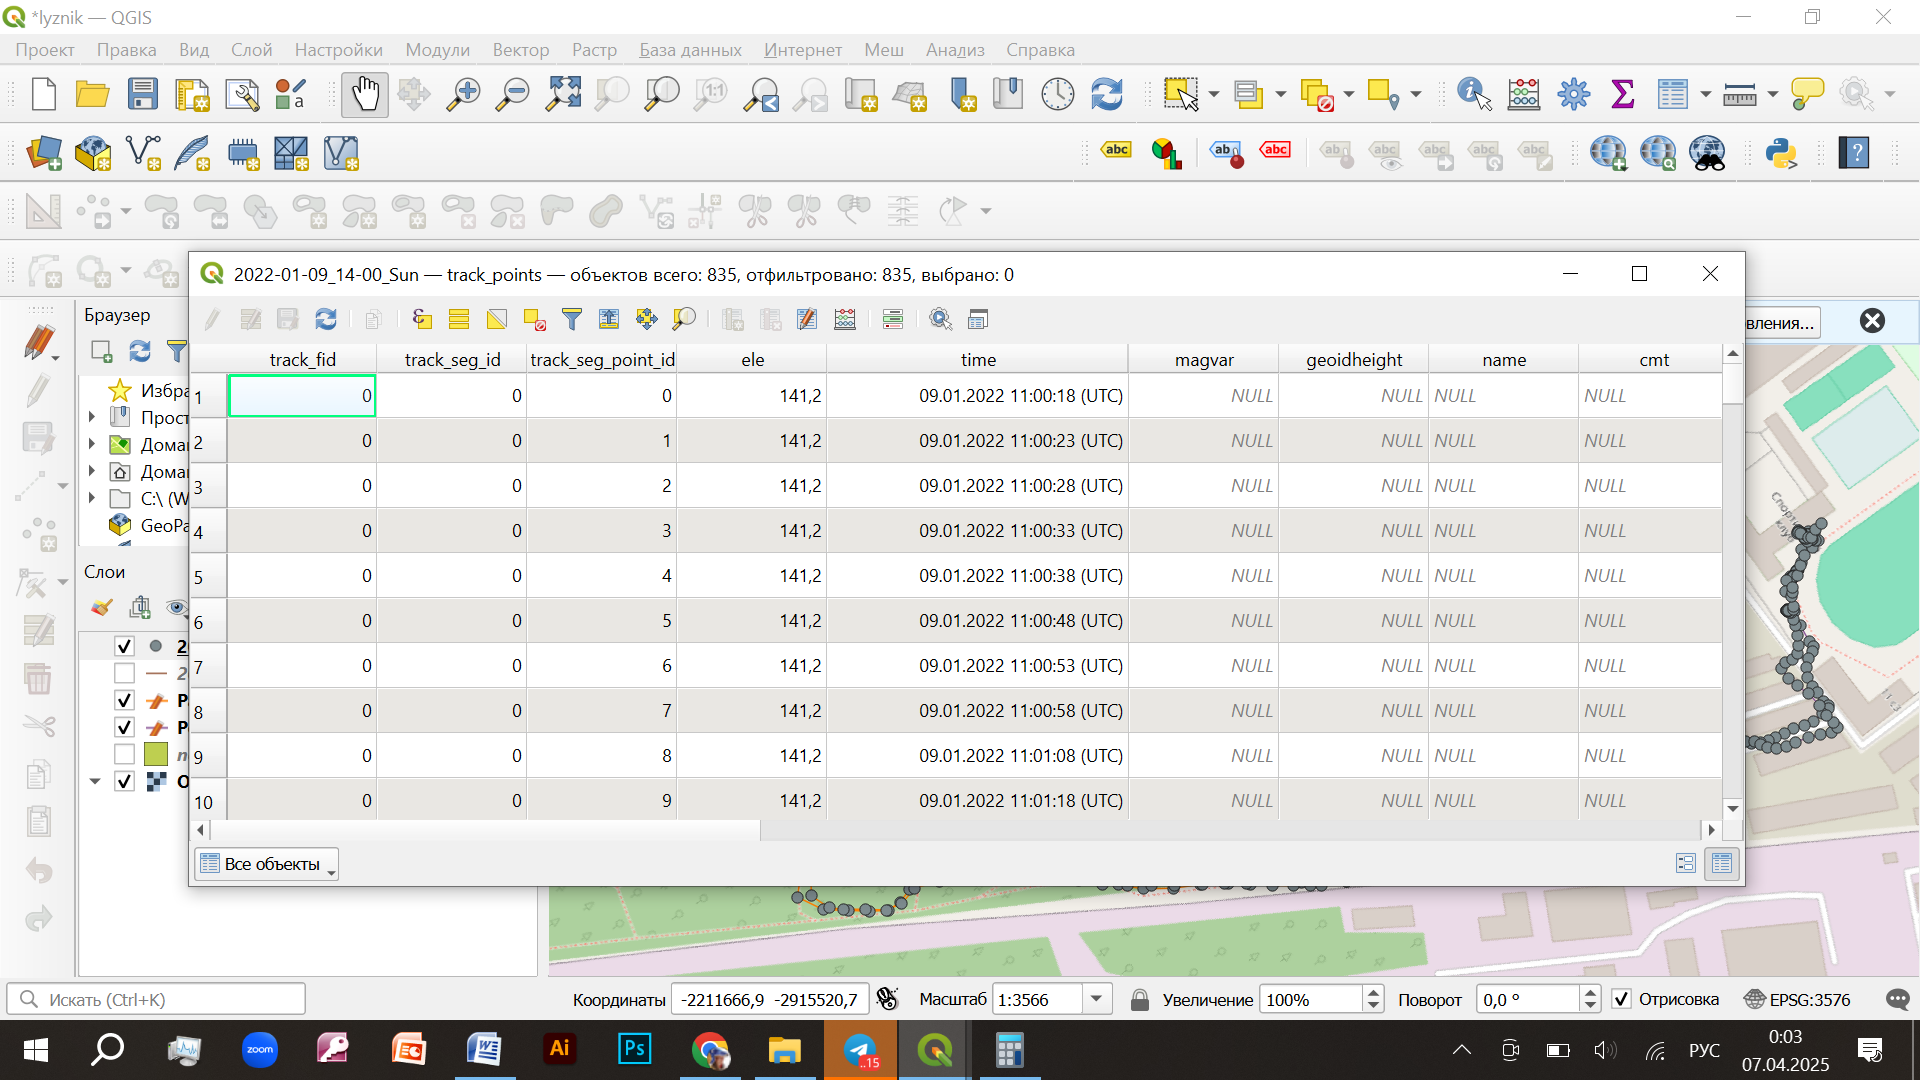 *lyznik — QGIS
Проект Правка Вид Слой Настройки Модули Вектор Растр База данных Интернет Меш Анализ Справка
a
1:1
abc abc abc abc abc abc abc abc abc
?
2022-01-09_14-00_Sun — track_points — объектов всего: 835, отфильтровано: 835, выбрано: 0
Браузер
вления...
track_fid track_seg_id track_seg_point_id ele time magvar geoidheight name cmt
1 0 0 0 141,2 09.01.2022 11:00:18 (UTC) NULL NULL NULL NULL
2 0 0 1 141,2 09.01.2022 11:00:23 (UTC) NULL NULL NULL NULL
3 0 0 2 141,2 09.01.2022 11:00:28 (UTC) NULL NULL NULL NULL
4 0 0 3 141,2 09.01.2022 11:00:33 (UTC) NULL NULL NULL NULL
5 0 0 4 141,2 09.01.2022 11:00:38 (UTC) NULL NULL NULL NULL
6 0 0 5 141,2 09.01.2022 11:00:48 (UTC) NULL NULL NULL NULL
7 0 0 6 141,2 09.01.2022 11:00:53 (UTC) NULL NULL NULL NULL
8 0 0 7 141,2 09.01.2022 11:00:58 (UTC) NULL NULL NULL NULL
9 0 0 8 141,2 09.01.2022 11:01:08 (UTC) NULL NULL NULL NULL
10 0 0 9 141,2 09.01.2022 11:01:18 (UTC) NULL NULL NULL NULL
Избра
Прост
Дома
Дома
C:\ (W
GeoPa
Слои
2
2
Все объекты
Искать (Ctrl+K)
Координаты -2211666,9 -2915520,7 Масштаб 1:3566 Увеличение 100% Поворот 0,0 ° Отрисовка EPSG:3576
zoom Ai Ps ..15 РУС
0:03
07.04.2025